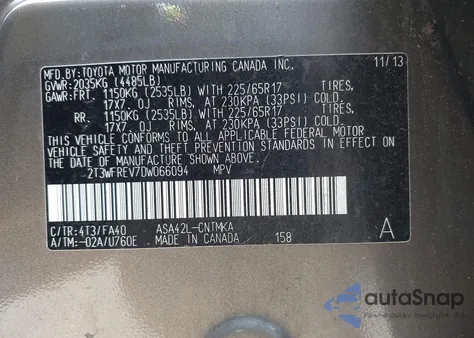 MFD.BY:TOYOTA MOTOR MANUFACTURING CANADA INC. 11/13
GVWR:2035KG (4485LB)
GAWR:FRT. 1150KG (2535LB) WITH 225/65R17 TIRES,
17X7.0J RIMS, AT 230KPA (33PSI) COLD.
RR. 1150KG (2535LB) WITH 225/65R17 TIRES,
17X7.0J RIMS, AT 230KPA (33PSI) COLD.
THIS VEHICLE CONFORMS TO ALL APPLICABLE FEDERAL MOTOR
VEHICLE SAFETY AND THEFT PREVENTION STANDARDS IN EFFECT ON
THE DATE OF MANUFACTURE SHOWN ABOVE.
2T3WFREV7DW066094 MPV
C/TR:4T3/FA40 ASA42L-CNTMKA
A/TM:-02A/U760E MADE IN CANADA 158 A
autoSnap